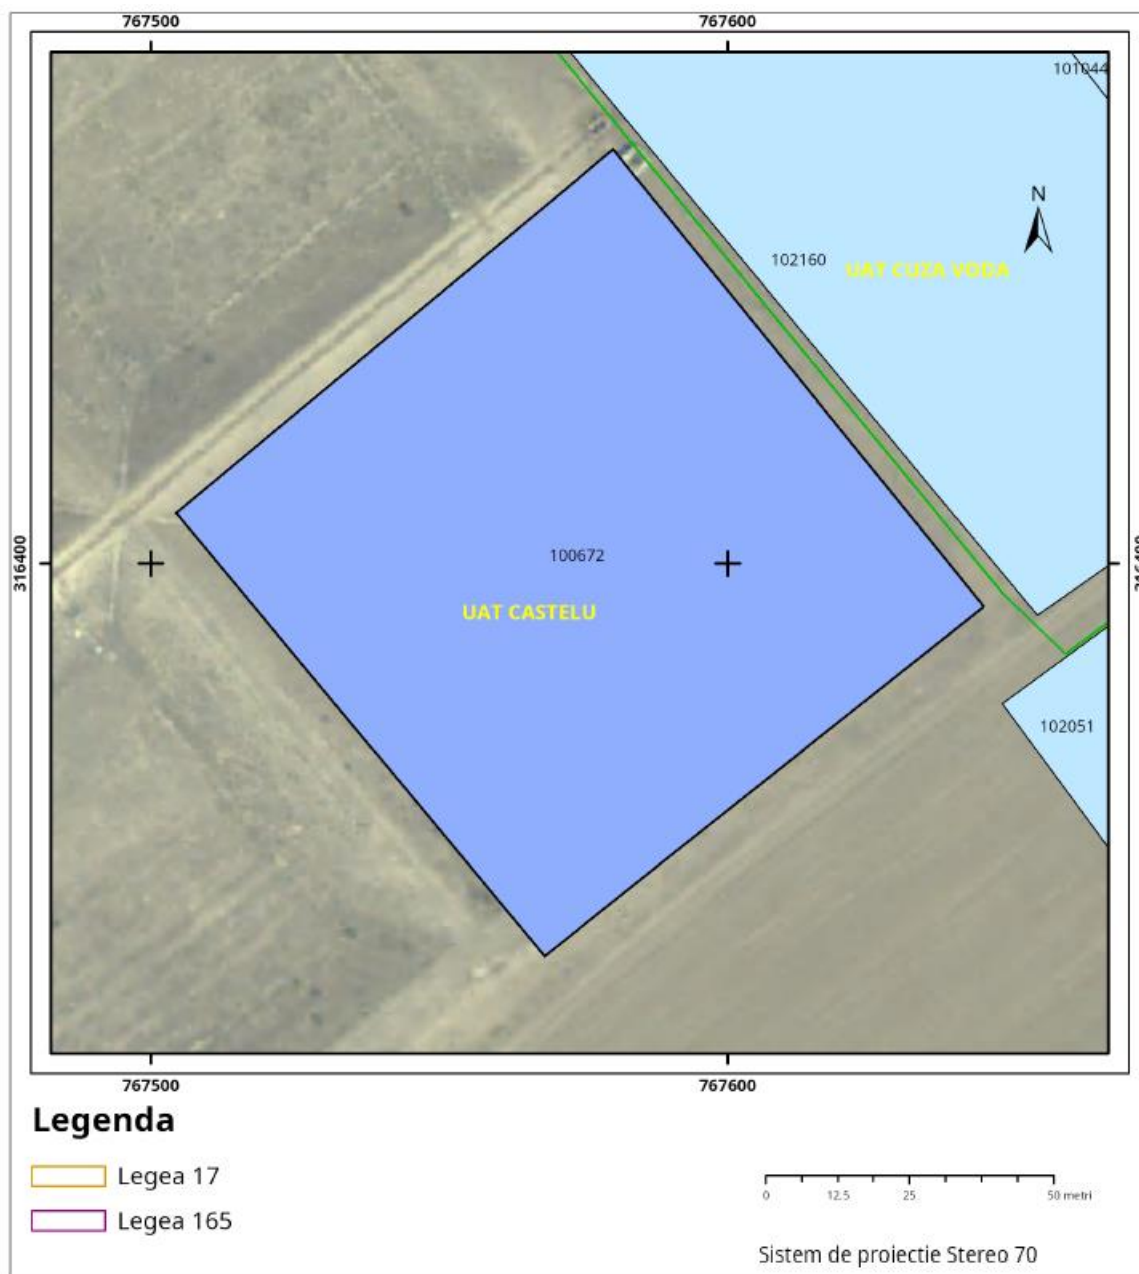 767500
767600
101044
N
102160
UAT CUZA VODA
316400
100672
UAT CASTELU
102051
767500
767600
Legenda
Legea 17
Legea 165
0 12.5 25 50 metri
Sistem de proiectie Stereo 70